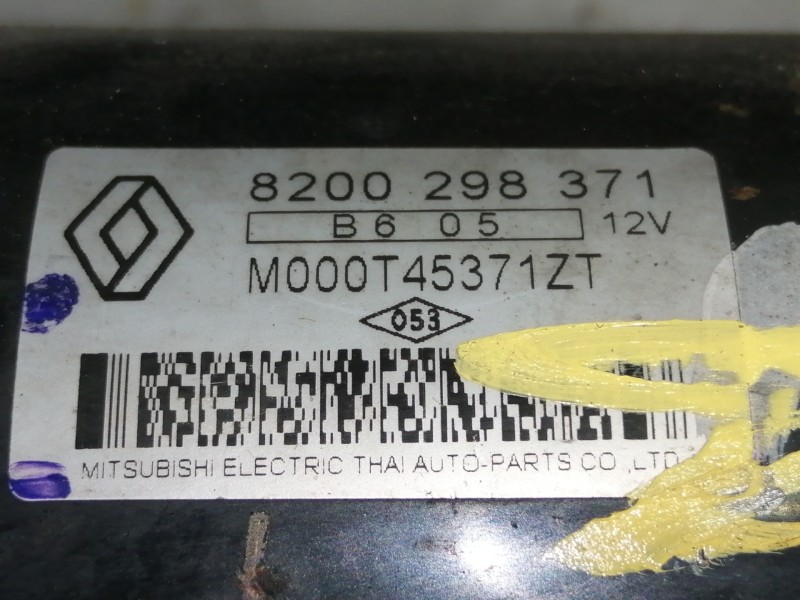 8200 298 371
B6 05 12V
M000T45371ZT
053
MITSUBISHI ELECTRIC THAI AUTO-PARTS CO.,LTD